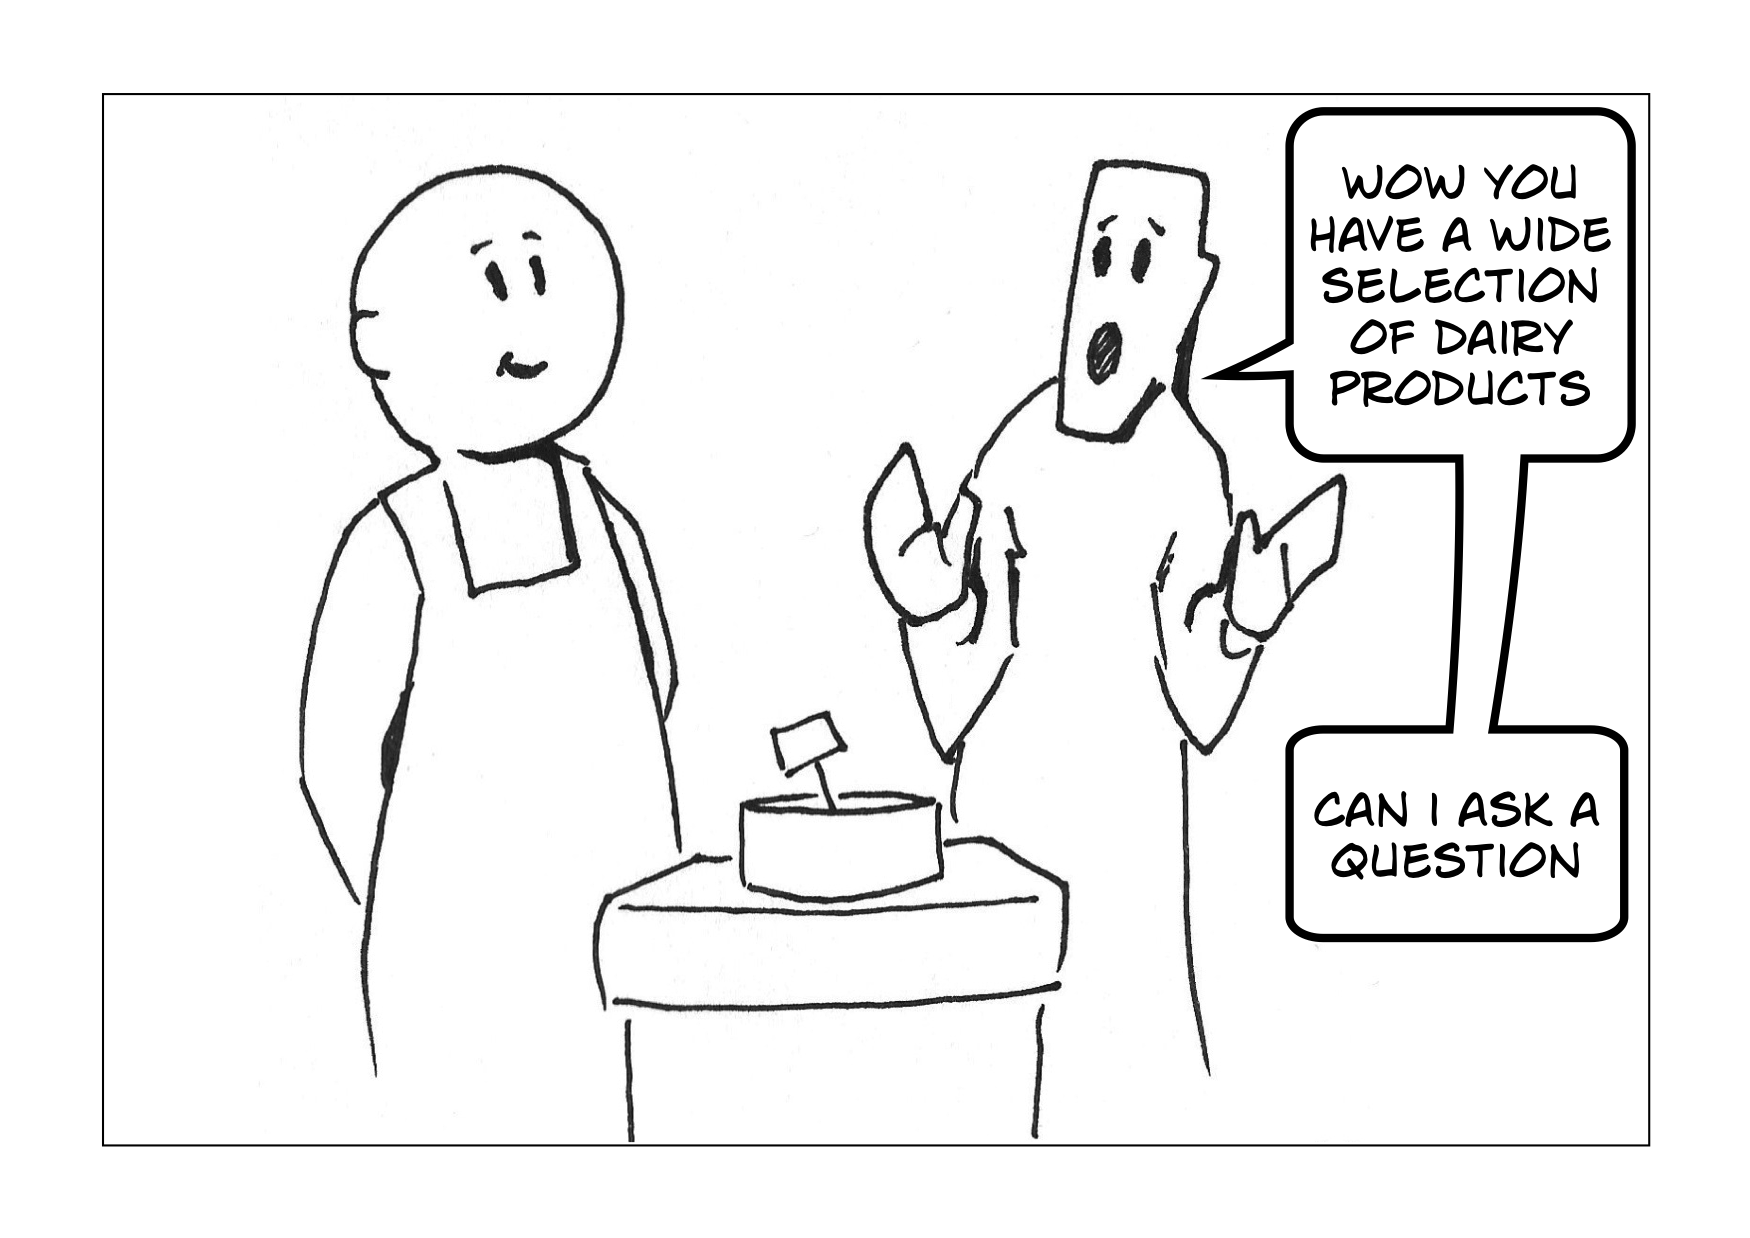 WOW YOU
HAVE A WIDE
SELECTION
OF DAIRY
PRODUCTS
CAN I ASK A
QUESTION